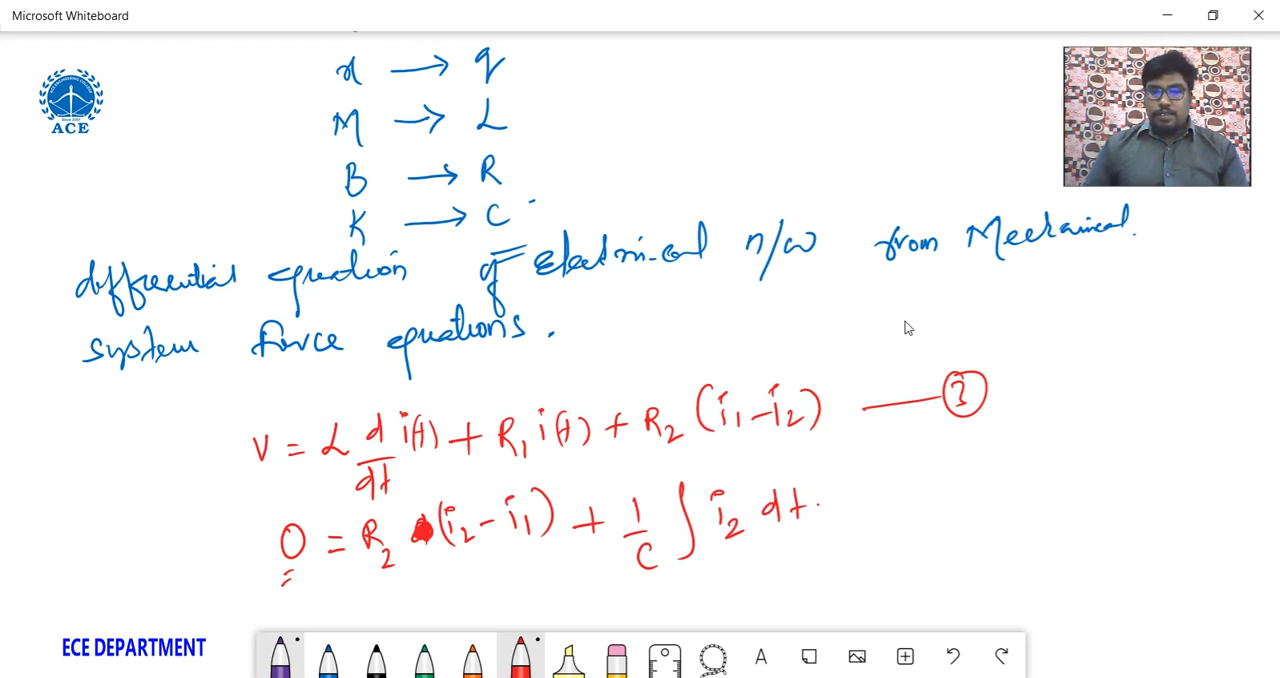 Microsoft Whiteboard
x → q
M → L
B → R
K → C
ACE
differential equation of electrical n/w from Mechanical.
system force equations.
V = L d/dt i(t) + R₁ i(t) + R₂ (i₁ - i₂) —— 3
0 = R₂ (i₂ - i₁) + 1/C ∫ i₂ dt.
ECE DEPARTMENT
A